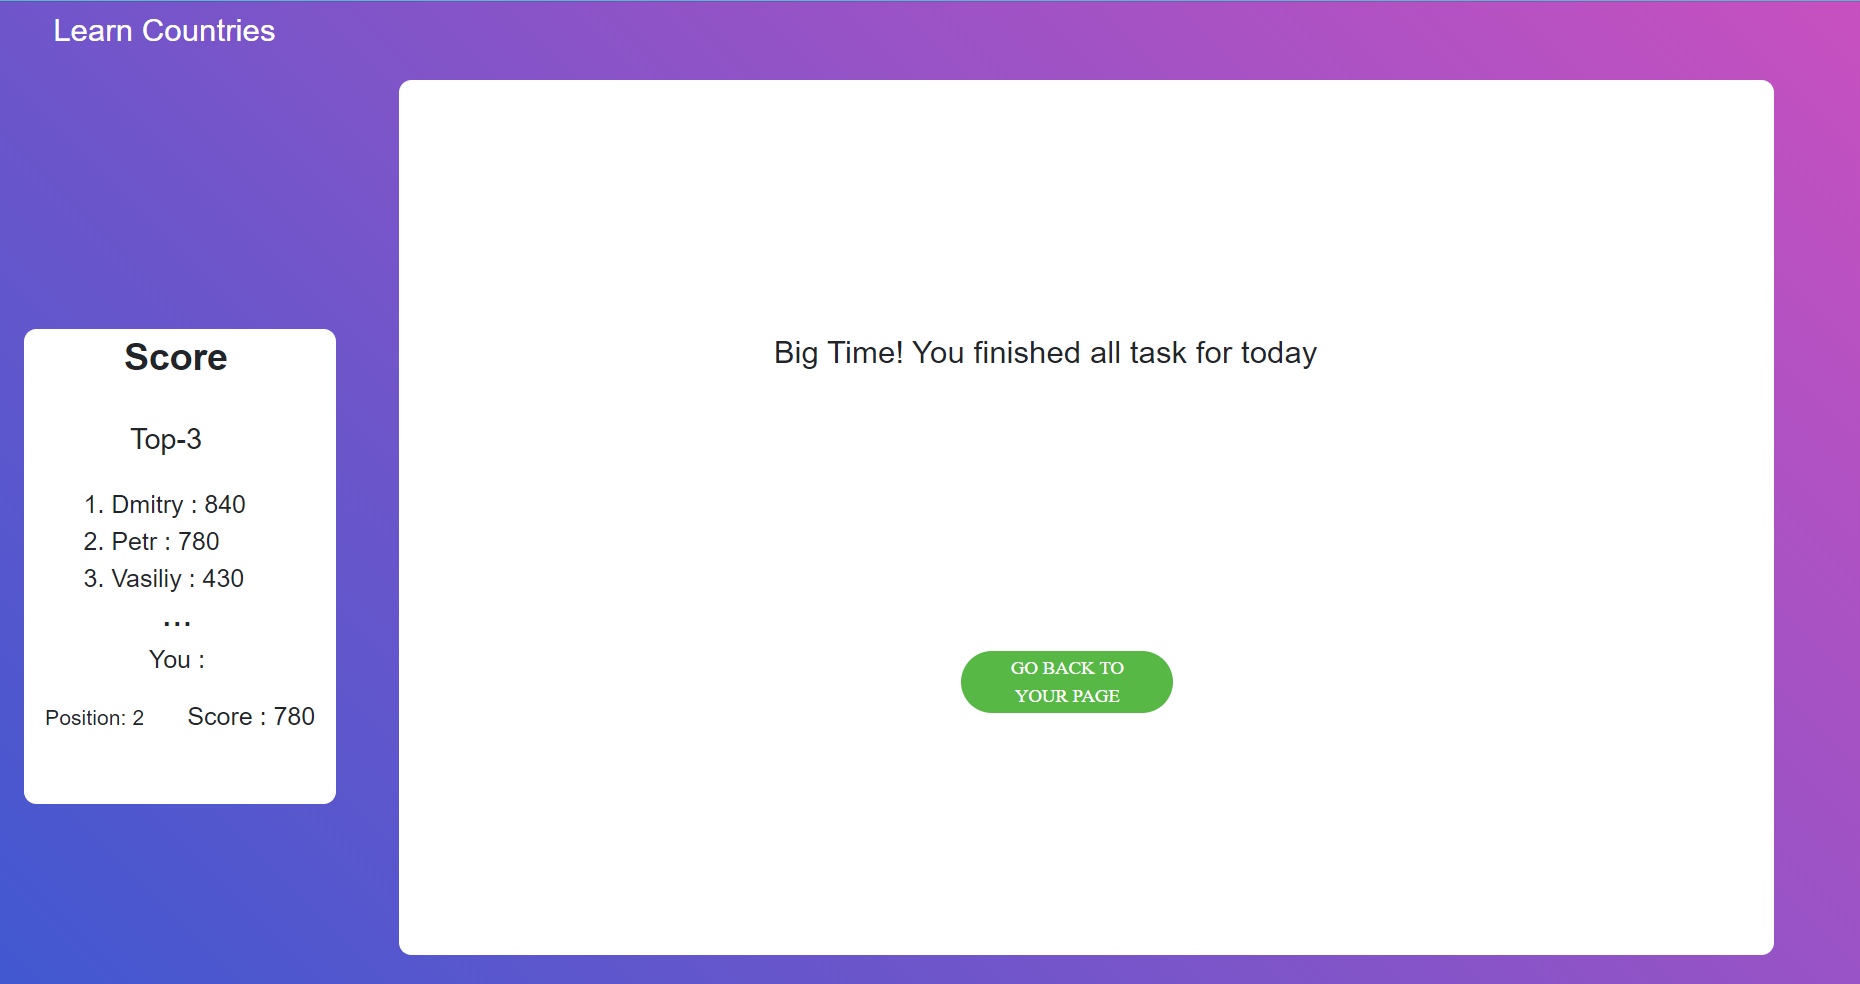 Learn Countries
Score
Top-3
1. Dmitry : 840
2. Petr : 780
3. Vasiliy : 430
...
You :
Position: 2 Score : 780
Big Time! You finished all task for today
GO BACK TO
YOUR PAGE